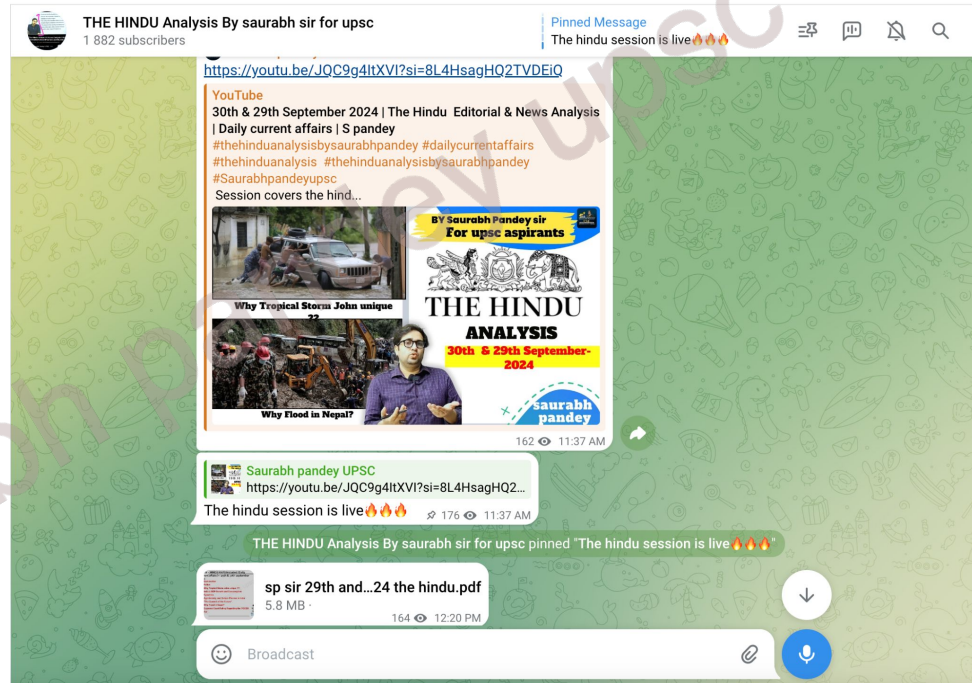 THE HINDU Analysis By saurabh sir for upsc
1 882 subscribers
Pinned Message
The hindu session is live🔥🔥🔥
https://youtu.be/JQC9g4ItXVI?si=8L4HsagHQ2TVDEiQ
YouTube
30th & 29th September 2024 | The Hindu Editorial & News Analysis
| Daily current affairs | S pandey
#thehinduanalysisbysaurabhpandey #dailycurrentaffairs
#thehinduanalysis #thehinduanalysisbysaurabhpandey
#Saurabhpandeyupsc
Session covers the hind...
Why Tropical Storm John unique
??
Why Flood in Nepal?
BY Saurabh Pandey sir
For upsc aspirants
THE HINDU
ANALYSIS
30th & 29th September-
2024
saurabh
pandey
162 11:37 AM
Saurabh pandey UPSC
https://youtu.be/JQC9g4ItXVI?si=8L4HsagHQ2...
The hindu session is live🔥🔥🔥 176 11:37 AM
THE HINDU Analysis By saurabh sir for upsc pinned "The hindu session is live🔥🔥🔥"
sp sir 29th and...24 the hindu.pdf
5.8 MB ·
164 12:20 PM
Broadcast